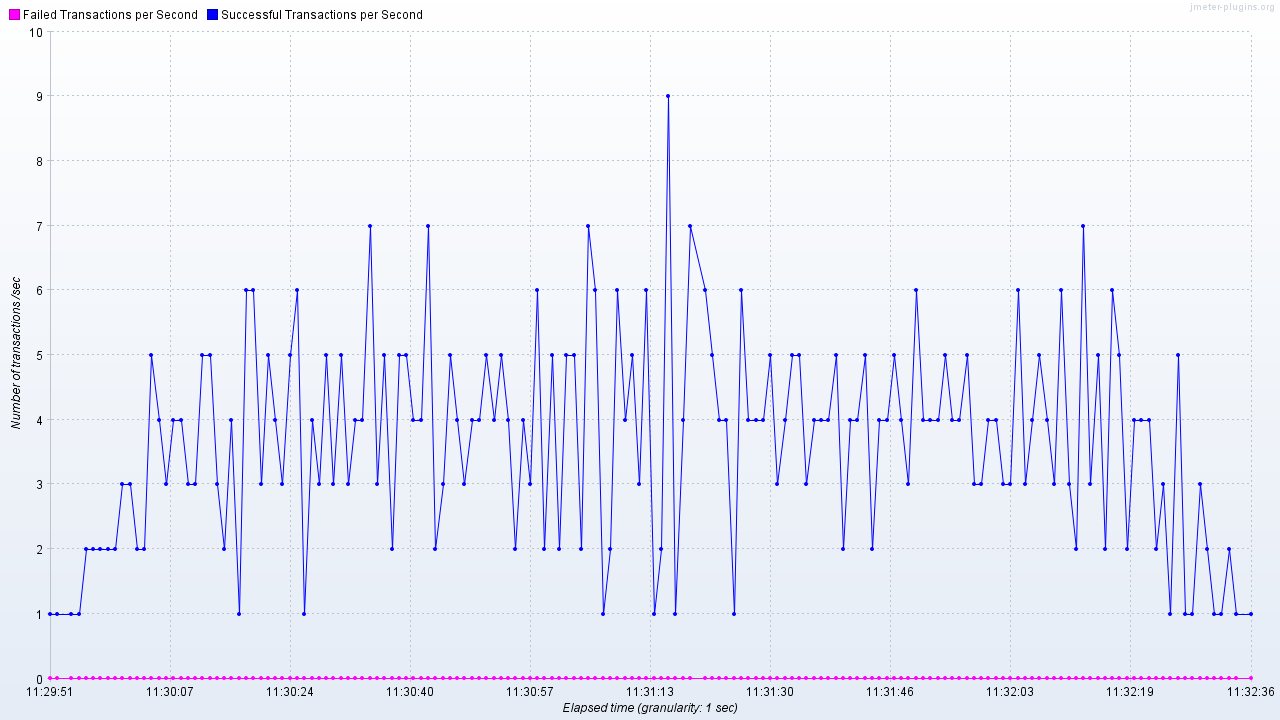 jmeter-plugins.org
Failed Transactions per Second Successful Transactions per Second
10
9
8
7
6
5
4
3
2
1
0
Number of transactions /sec
11:29:51 11:30:07 11:30:24 11:30:40 11:30:57 11:31:13 11:31:30 11:31:46 11:32:03 11:32:19 11:32:36
Elapsed time (granularity: 1 sec)